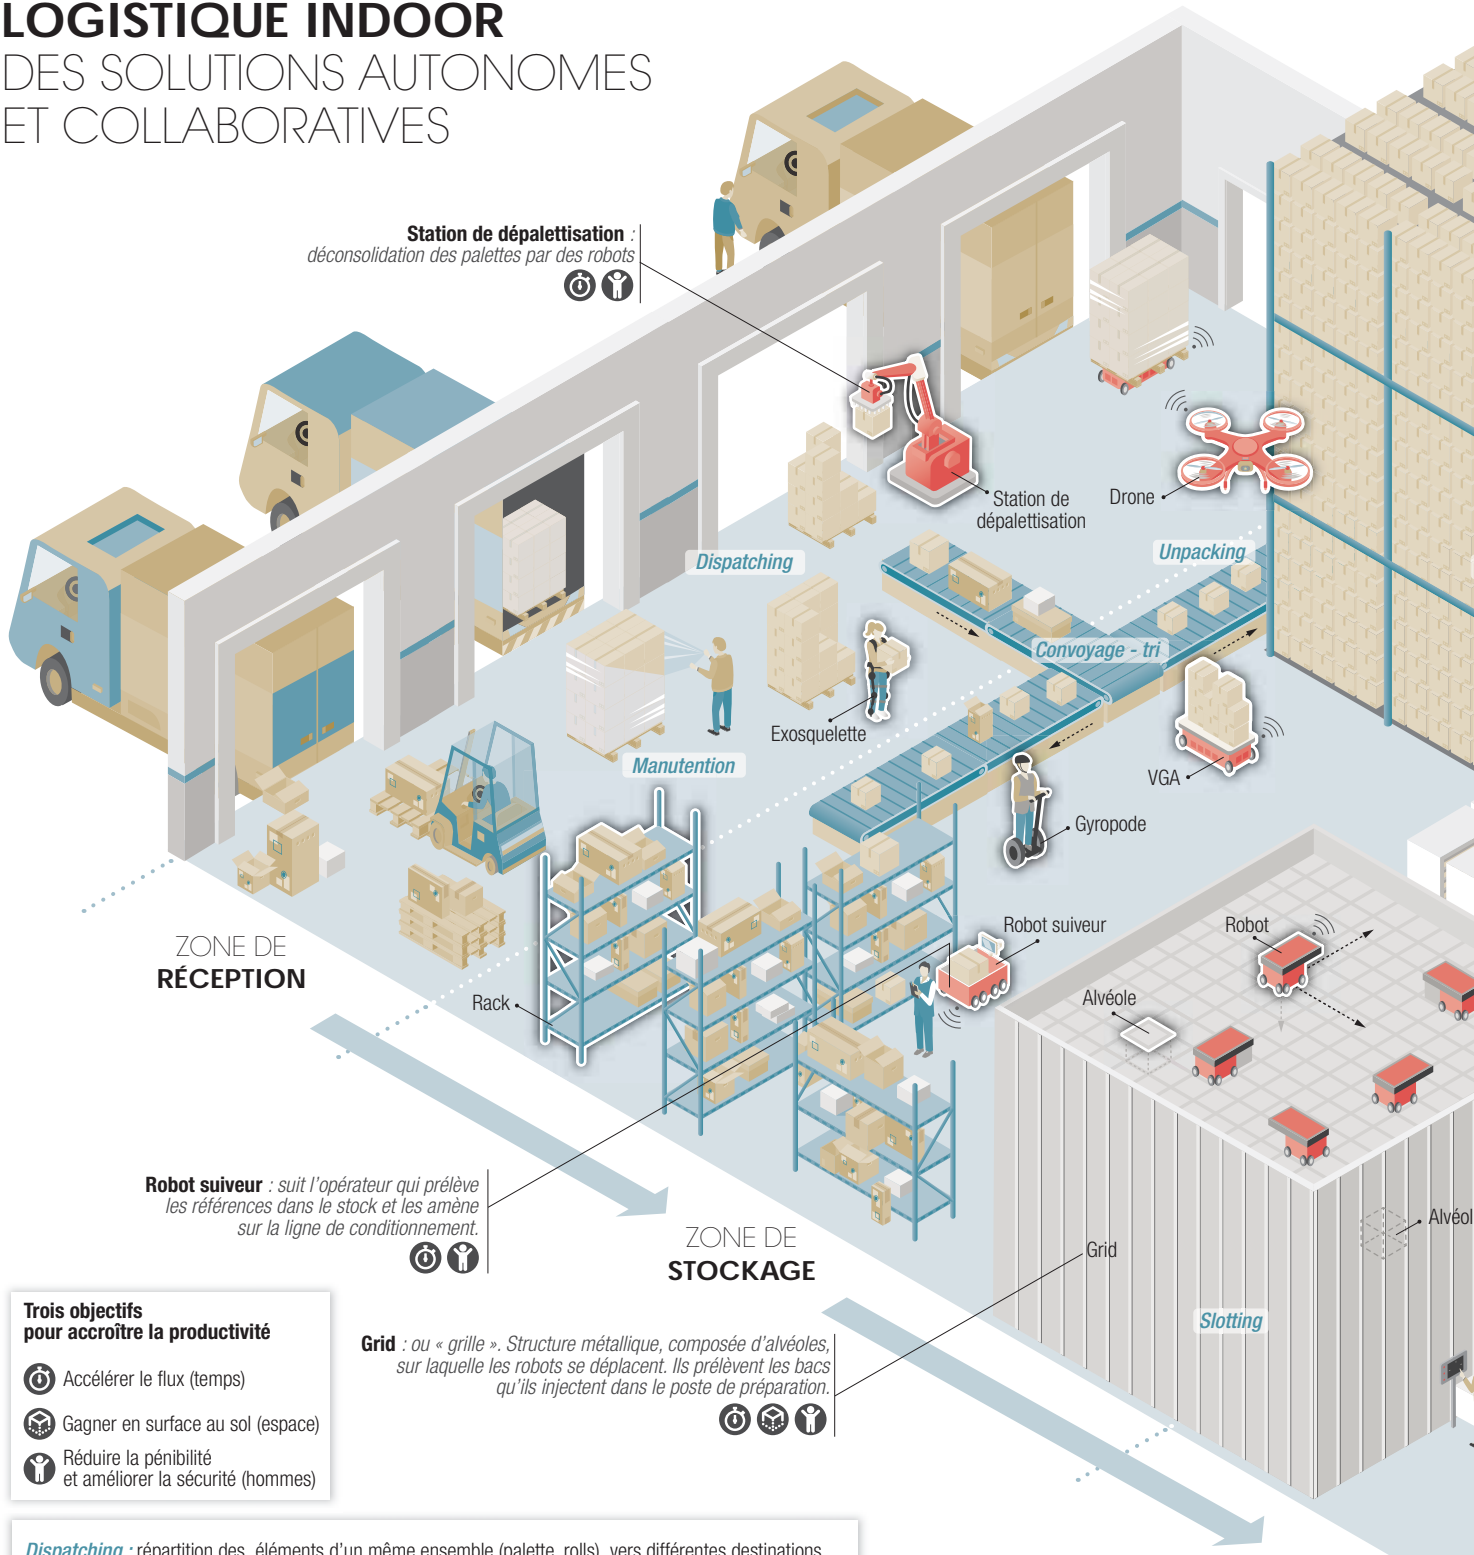 LOGISTIQUE INDOOR
DES SOLUTIONS AUTONOMES
ET COLLABORATIVES
Station de dépalettisation :
déconsolidation des palettes par des robots
Station de
dépalettisation
Drone
Dispatching
Unpacking
Convoyage - tri
Exosquelette
Manutention
VGA
Gyropode
ZONE DE
RÉCEPTION
Rack
Robot suiveur
Robot
Alvéole
Robot suiveur : suit l'opérateur qui prélève
les références dans le stock et les amène
sur la ligne de conditionnement.
ZONE DE
STOCKAGE
Grid
Alvéol
Slotting
Trois objectifs
pour accroître la productivité
Accélérer le flux (temps)
Gagner en surface au sol (espace)
Réduire la pénibilité
et améliorer la sécurité (hommes)
Grid : ou « grille ». Structure métallique, composée d'alvéoles,
sur laquelle les robots se déplacent. Ils prélèvent les bacs
qu'ils injectent dans le poste de préparation.
Dispatching : répartition des éléments d'un même ensemble (palette, rolls) vers différentes destinations